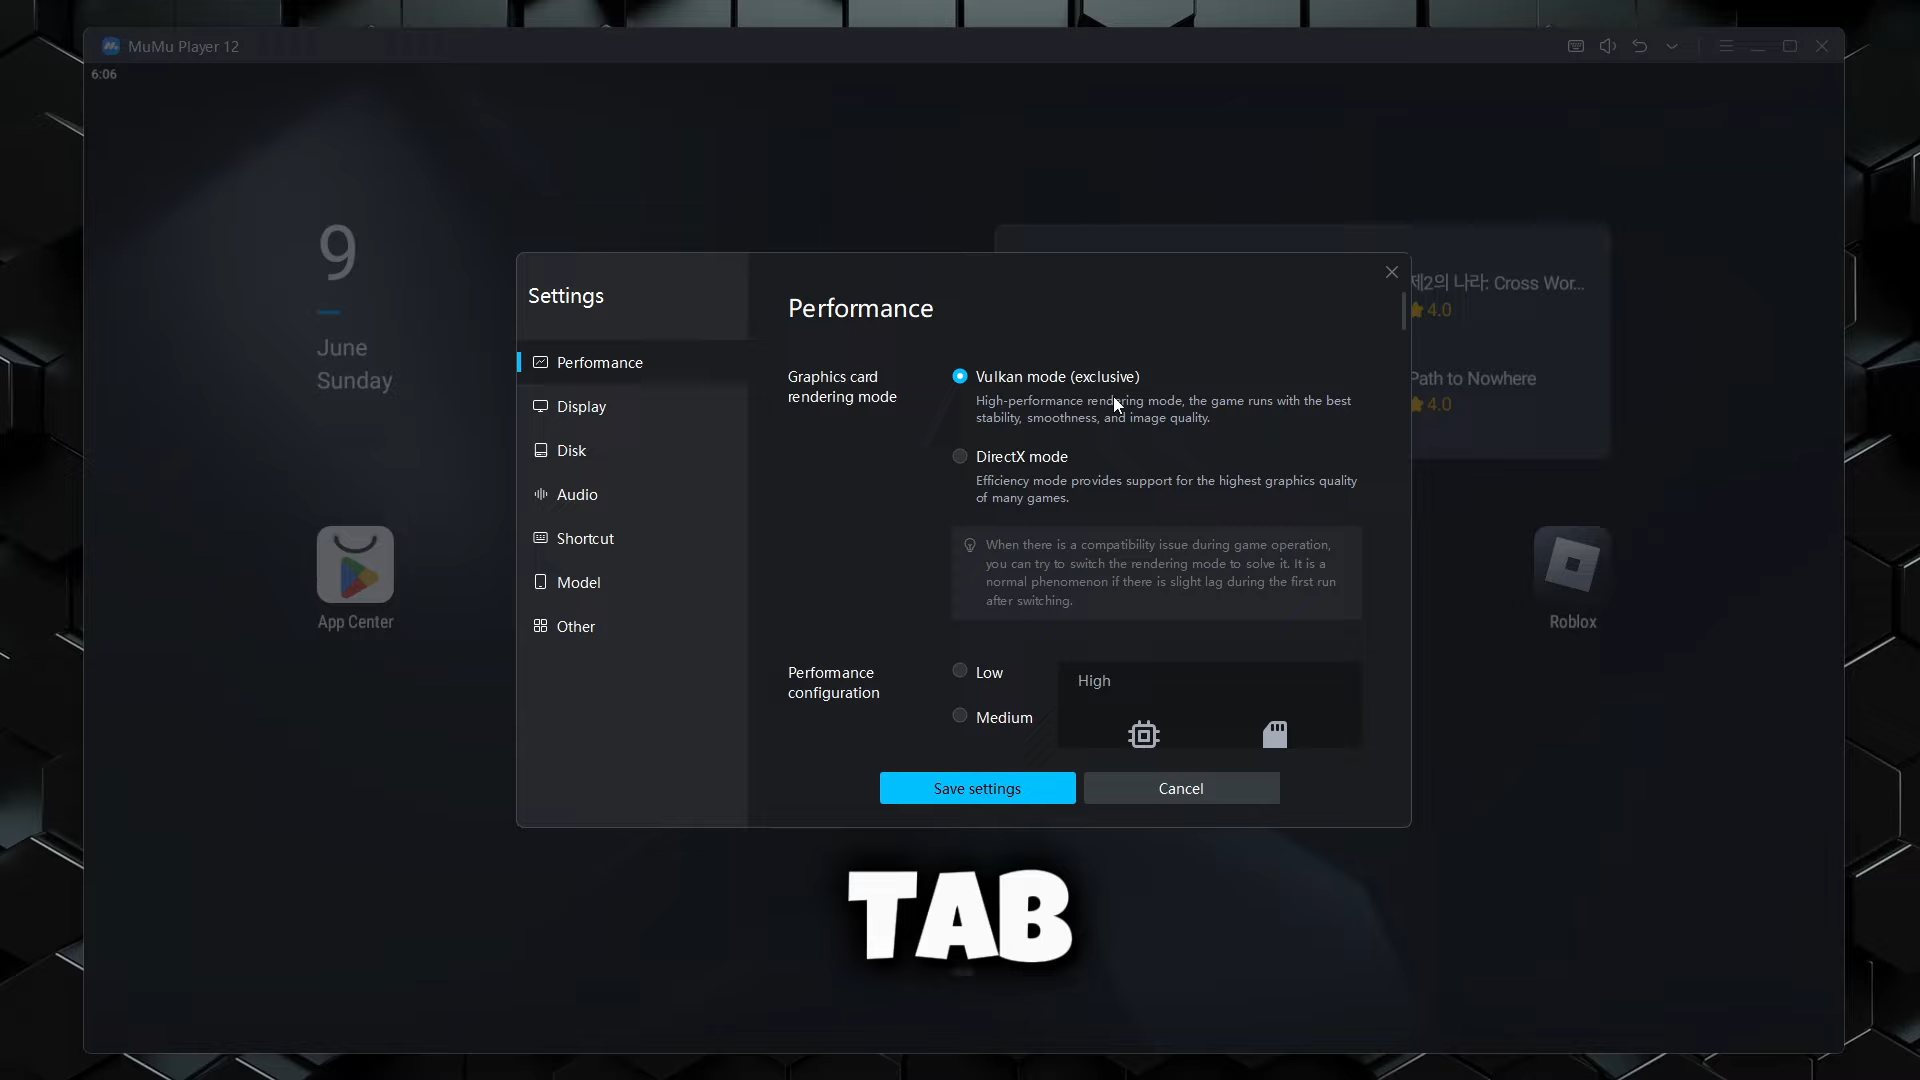 MuMu Player 12
6:06
9
June
Sunday
제2의 나라: Cross Wor...
4.0
Path to Nowhere
4.0
App Center
Roblox
Settings
Performance
Display
Disk
Audio
Shortcut
Model
Other
Performance
Graphics card
rendering mode
Vulkan mode (exclusive)
High-performance rendering mode, the game runs with the best
stability, smoothness, and image quality.
DirectX mode
Efficiency mode provides support for the highest graphics quality
of many games.
When there is a compatibility issue during game operation,
you can try to switch the rendering mode to solve it. It is a
normal phenomenon if there is slight lag during the first run
after switching.
Performance
configuration
Low
Medium
High
Save settings
Cancel
TAB